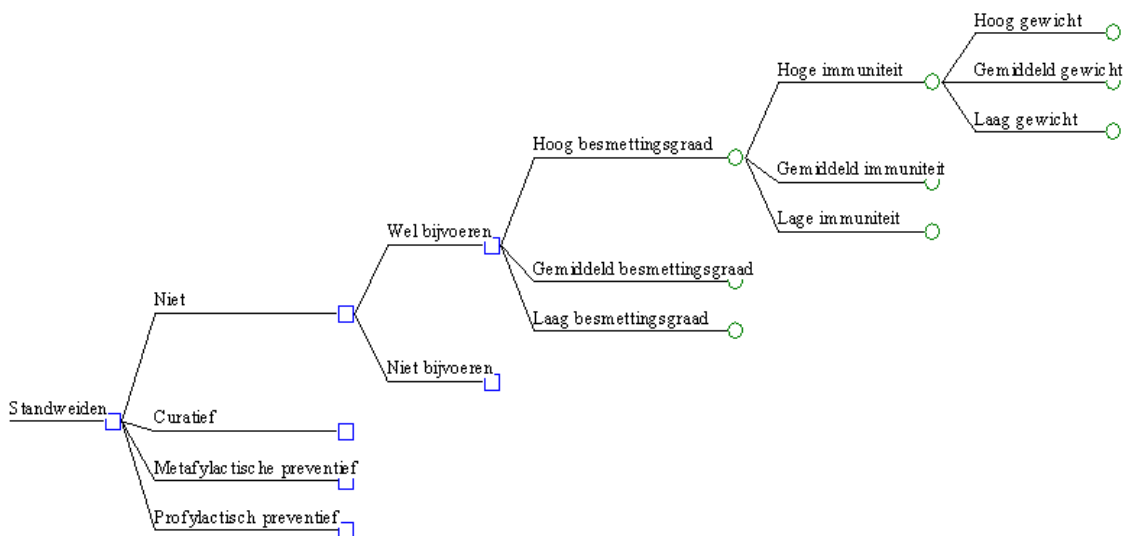 Hoog gewicht
Hoge immuniteit
Gemiddeld gewicht
Laag gewicht
Hoog besmettingsgraad
Gemiddeld immuniteit
Lage immuniteit
Wel bijvoeren
Gemiddeld besmettingsgraad
Niet
Laag besmettingsgraad
Niet bijvoeren
Standweiden
Curatief
Metafylactische preventief
Profylactisch preventief